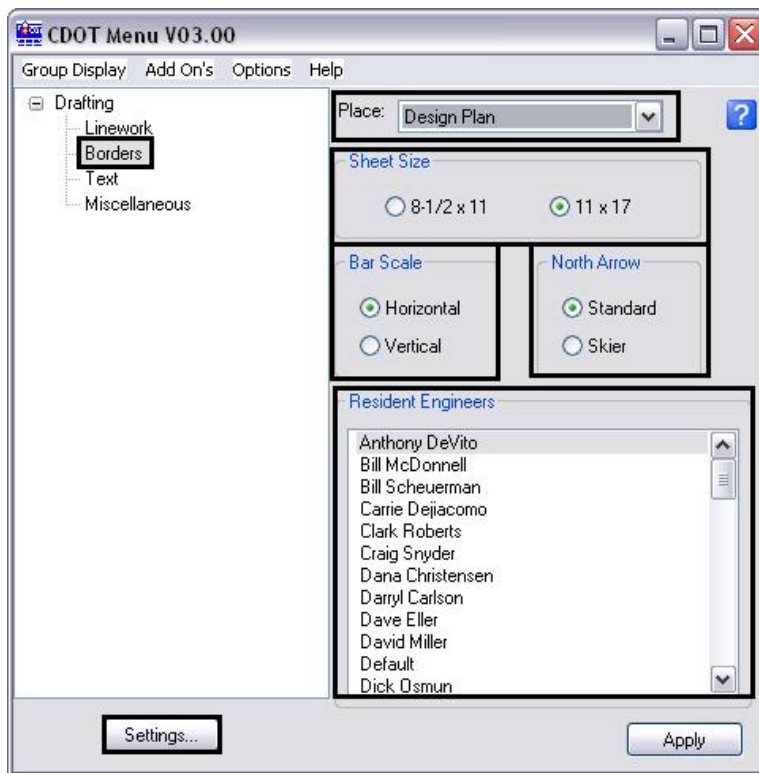 CDOT Menu V03.00
Group Display Add On's Options Help
Drafting
Linework
Borders
Text
Miscellaneous
Place: Design Plan
?
Sheet Size
8-1/2 x 11 11 x 17
Bar Scale
Horizontal
Vertical
North Arrow
Standard
Skier
Resident Engineers
Anthony DeVito
Bill McDonnell
Bill Scheuerman
Carrie Dejiacomo
Clark Roberts
Craig Snyder
Dana Christensen
Darryl Carlson
Dave Eller
David Miller
Default
Dick Osmun
Settings... Apply